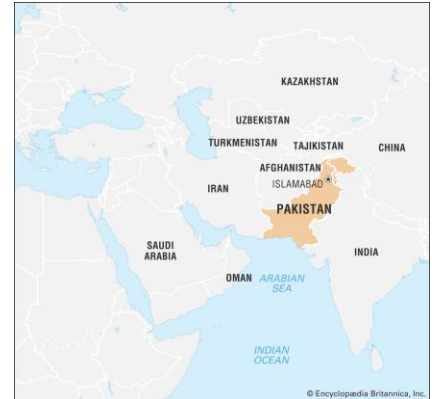 KAZAKHSTAN
UZBEKISTAN
TURKMENISTAN
TAJIKISTAN
CHINA
AFGHANISTAN
ISLAMABAD
IRAN
PAKISTAN
SAUDI
ARABIA
INDIA
OMAN
ARABIAN
SEA
INDIAN
OCEAN
© Encyclopædia Britannica, Inc.